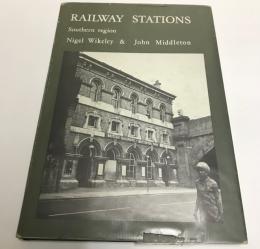 RAILWAY STATIONS
Southern region
Nigel Wikeley & John Middleton